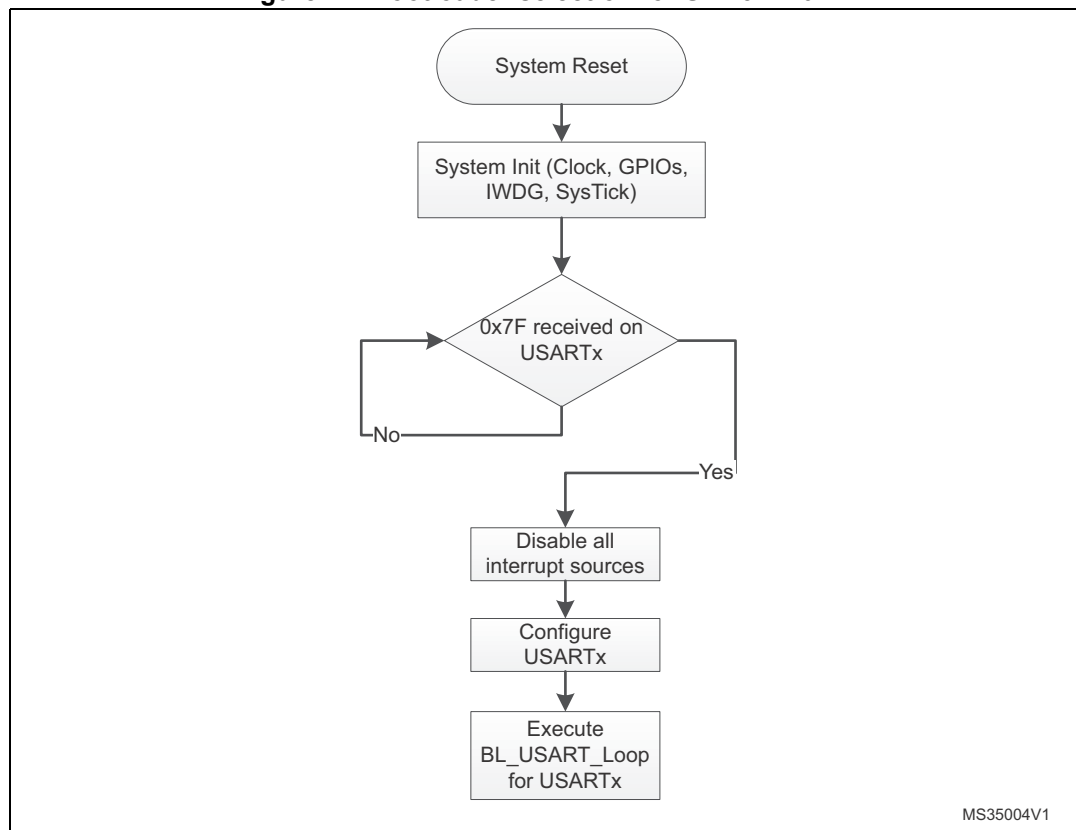 System Reset
System Init (Clock, GPIOs,
IWDG, SysTick)
0x7F received on
USARTx
No
Yes
Disable all
interrupt sources
Configure
USARTx
Execute
BL_USART_Loop
for USARTx
MS35004V1